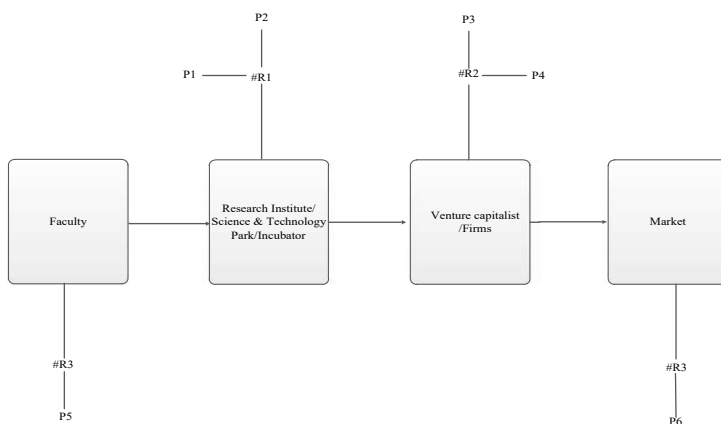 P2
P3
P1
#R1
#R2
P4
Faculty
Research Institute/
Science & Technology
Park/Incubator
Venture capitalist
/Firms
Market
#R3
#R3
P5
P6